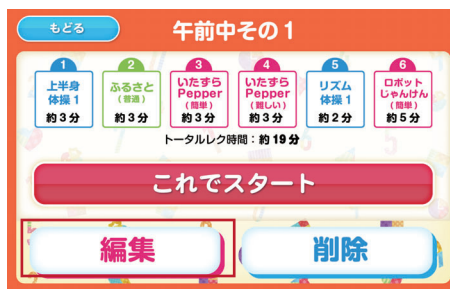 もどる
午前中その1
1 2 3 4 5 6
上半身 ふるさと いたずら いたずら リズム ロボット
体操1 (普通) Pepper Pepper 体操1 じゃんけん
(簡単) (難しい) (簡単)
約3分 約3分 約3分 約3分 約2分 約5分
トータルレク時間:約19分
これでスタート
編集 削除